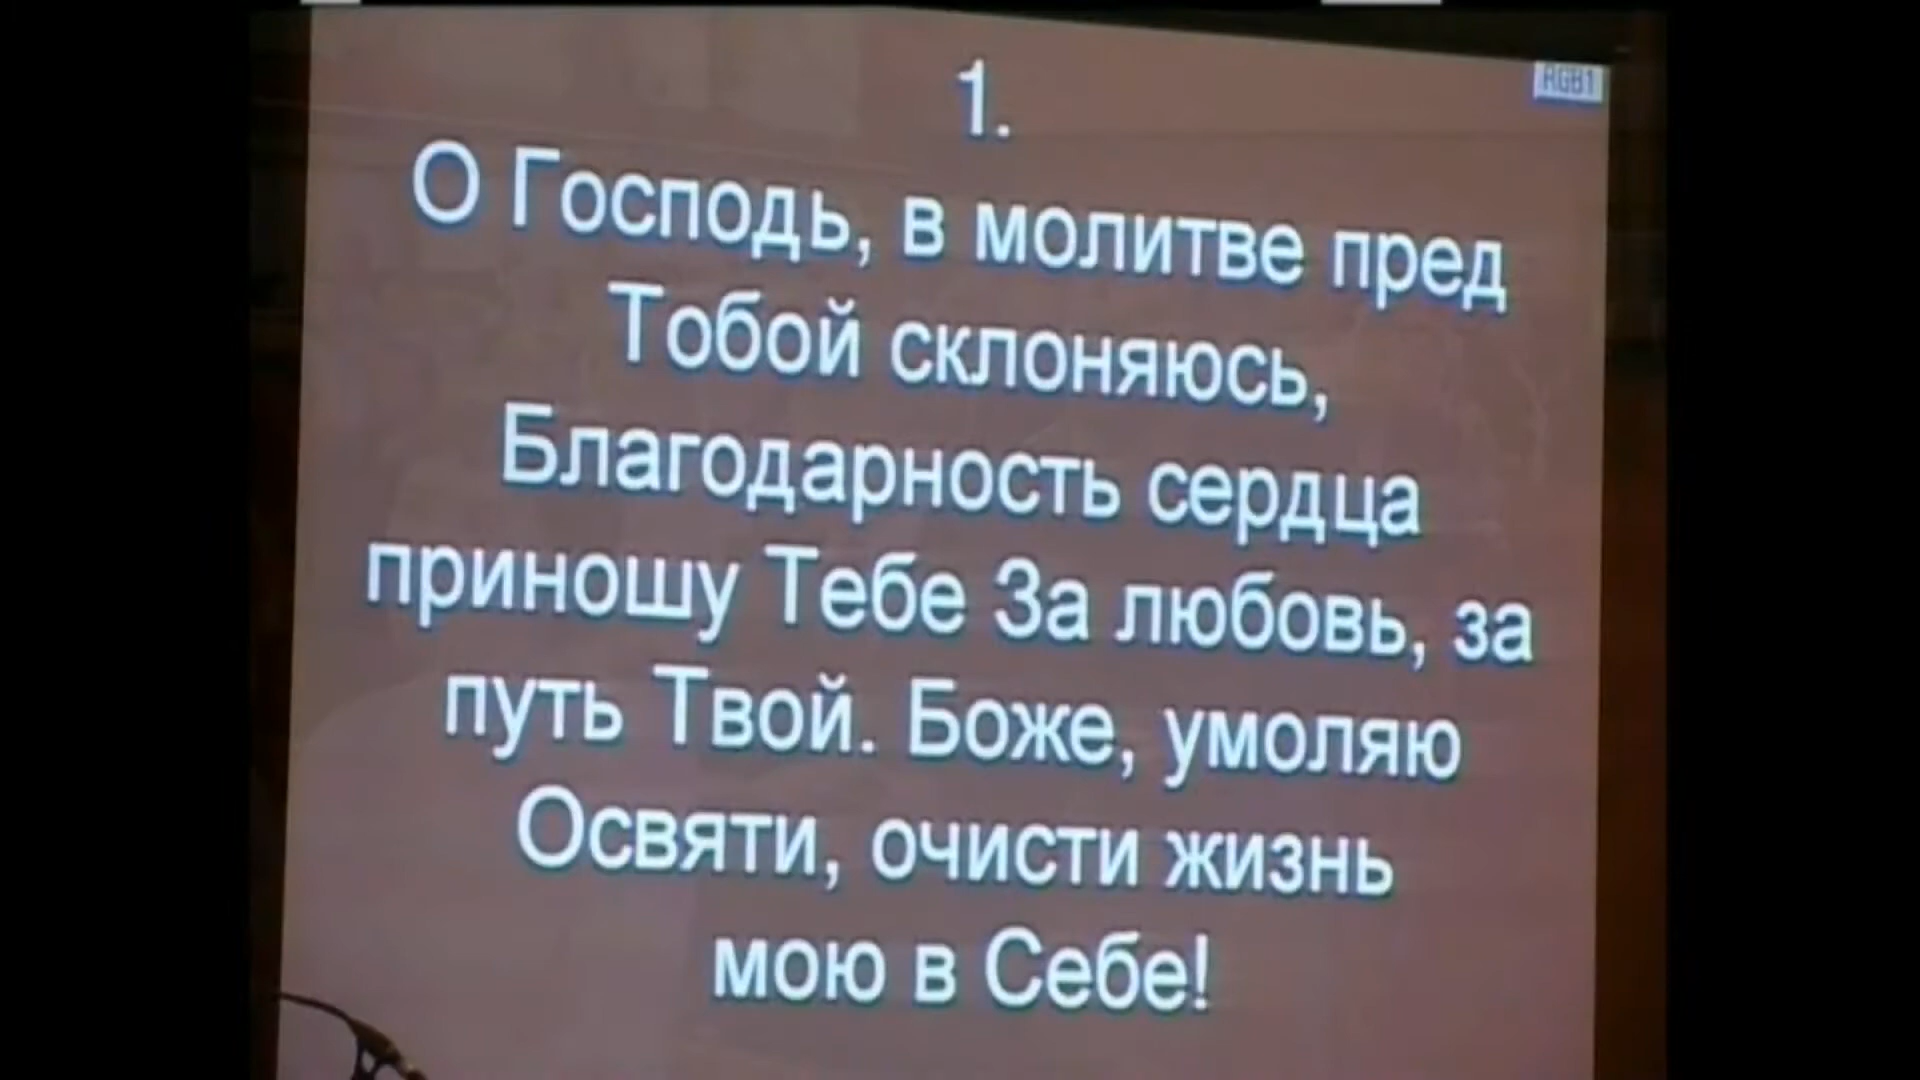 RGB1
1.
О Господь, в молитве пред
Тобой склоняюсь,
Благодарность сердца
приношу Тебе За любовь, за
путь Твой. Боже, умоляю
Освяти, очисти жизнь
мою в Себе!